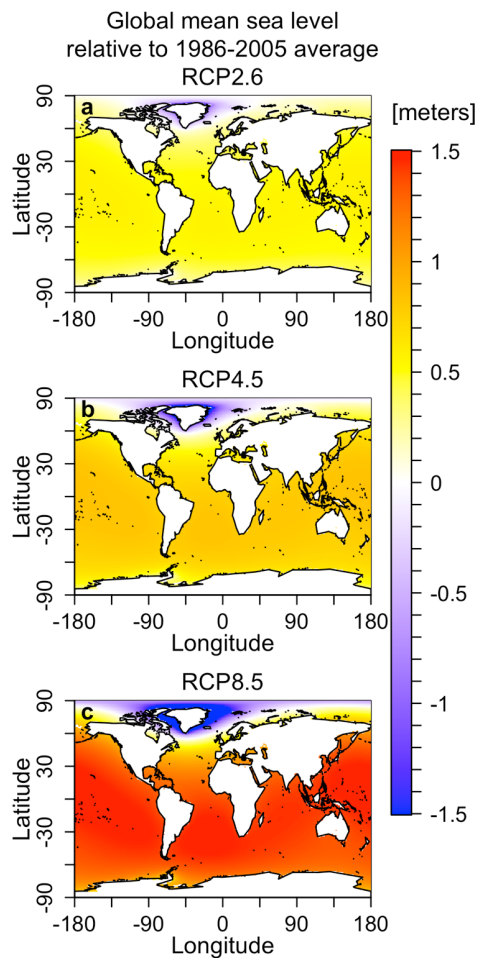 Global mean sea level
relative to 1986-2005 average
RCP2.6
[meters]
a
90
30
-30
-90
Latitude
-180 -90 0 90 180
Longitude
RCP4.5
b
90
30
-30
-90
Latitude
-180 -90 0 90 180
Longitude
RCP8.5
c
90
30
-30
-90
Latitude
-180 -90 0 90 180
Longitude
1.5
1
0.5
0
-0.5
-1
-1.5